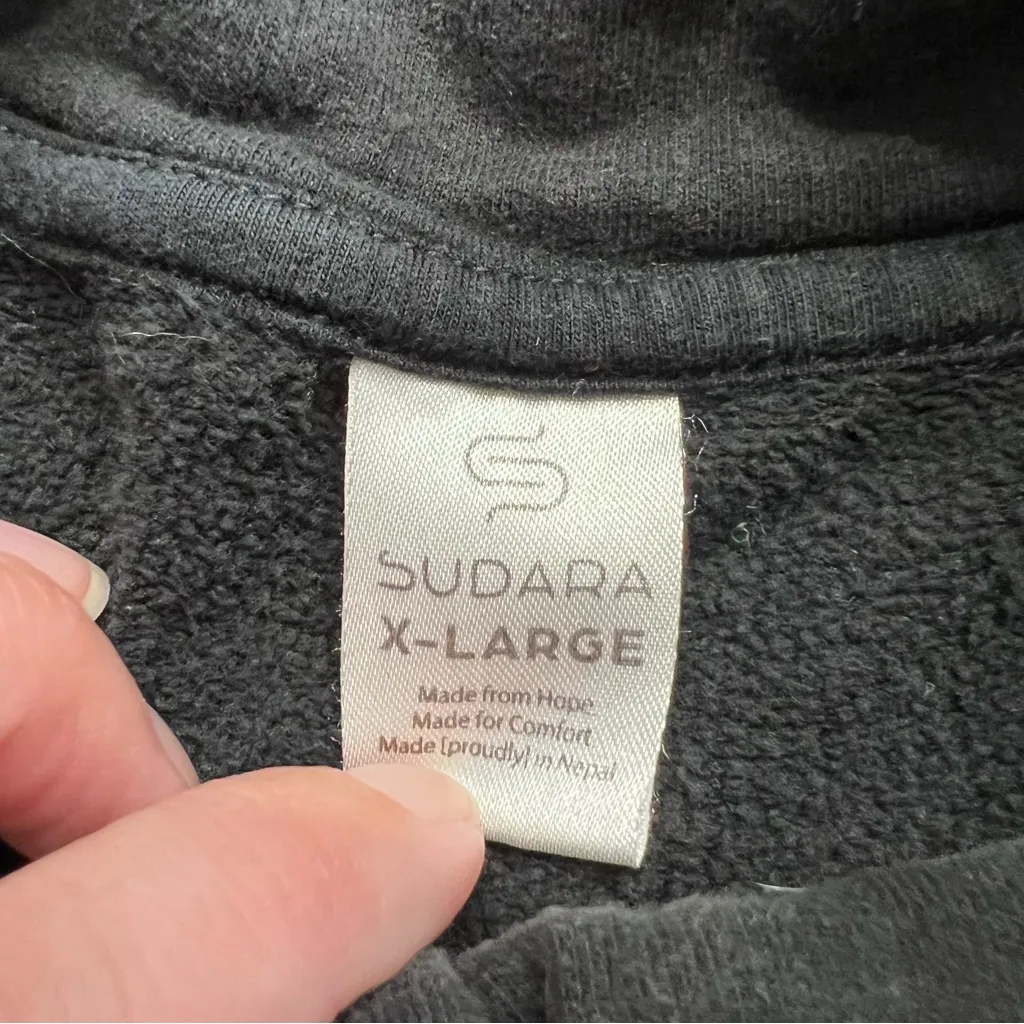 SUDARA
X-LARGE
Made from Hope
Made for Comfort
Made [proudly] in Nepal